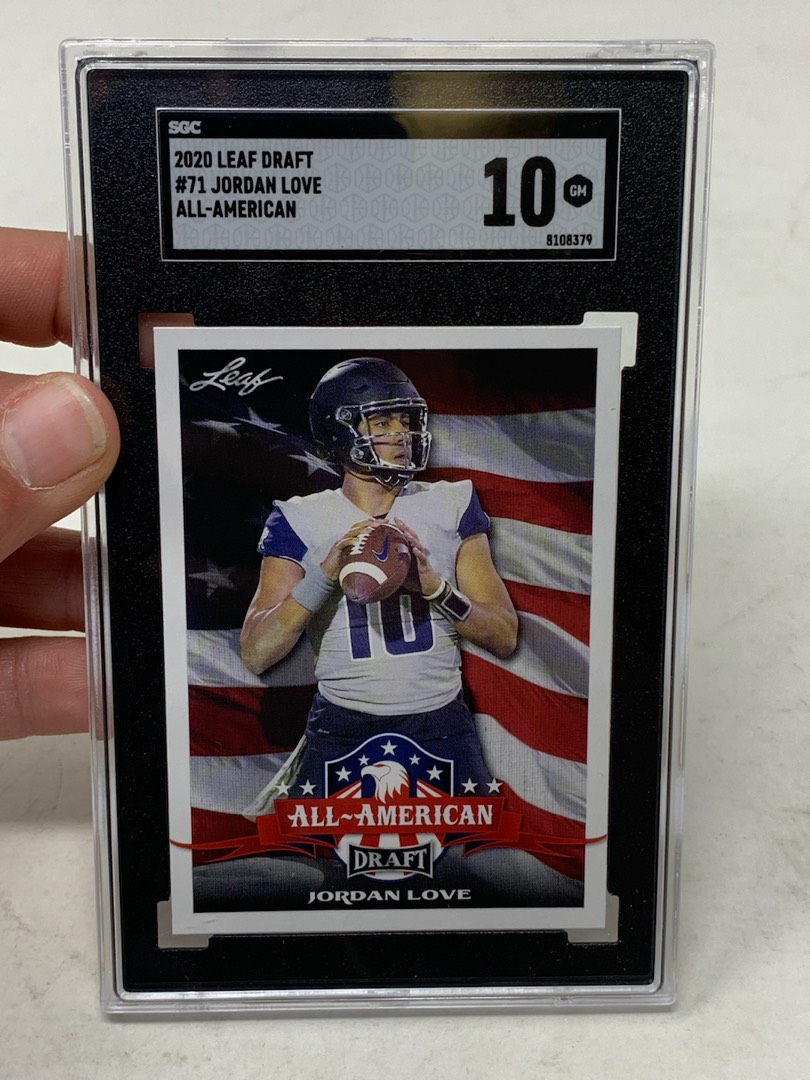 SGC
2020 LEAF DRAFT
#71 JORDAN LOVE
ALL-AMERICAN
10 GM
8108379
Leaf
10
ALL~AMERICAN
DRAFT
JORDAN LOVE